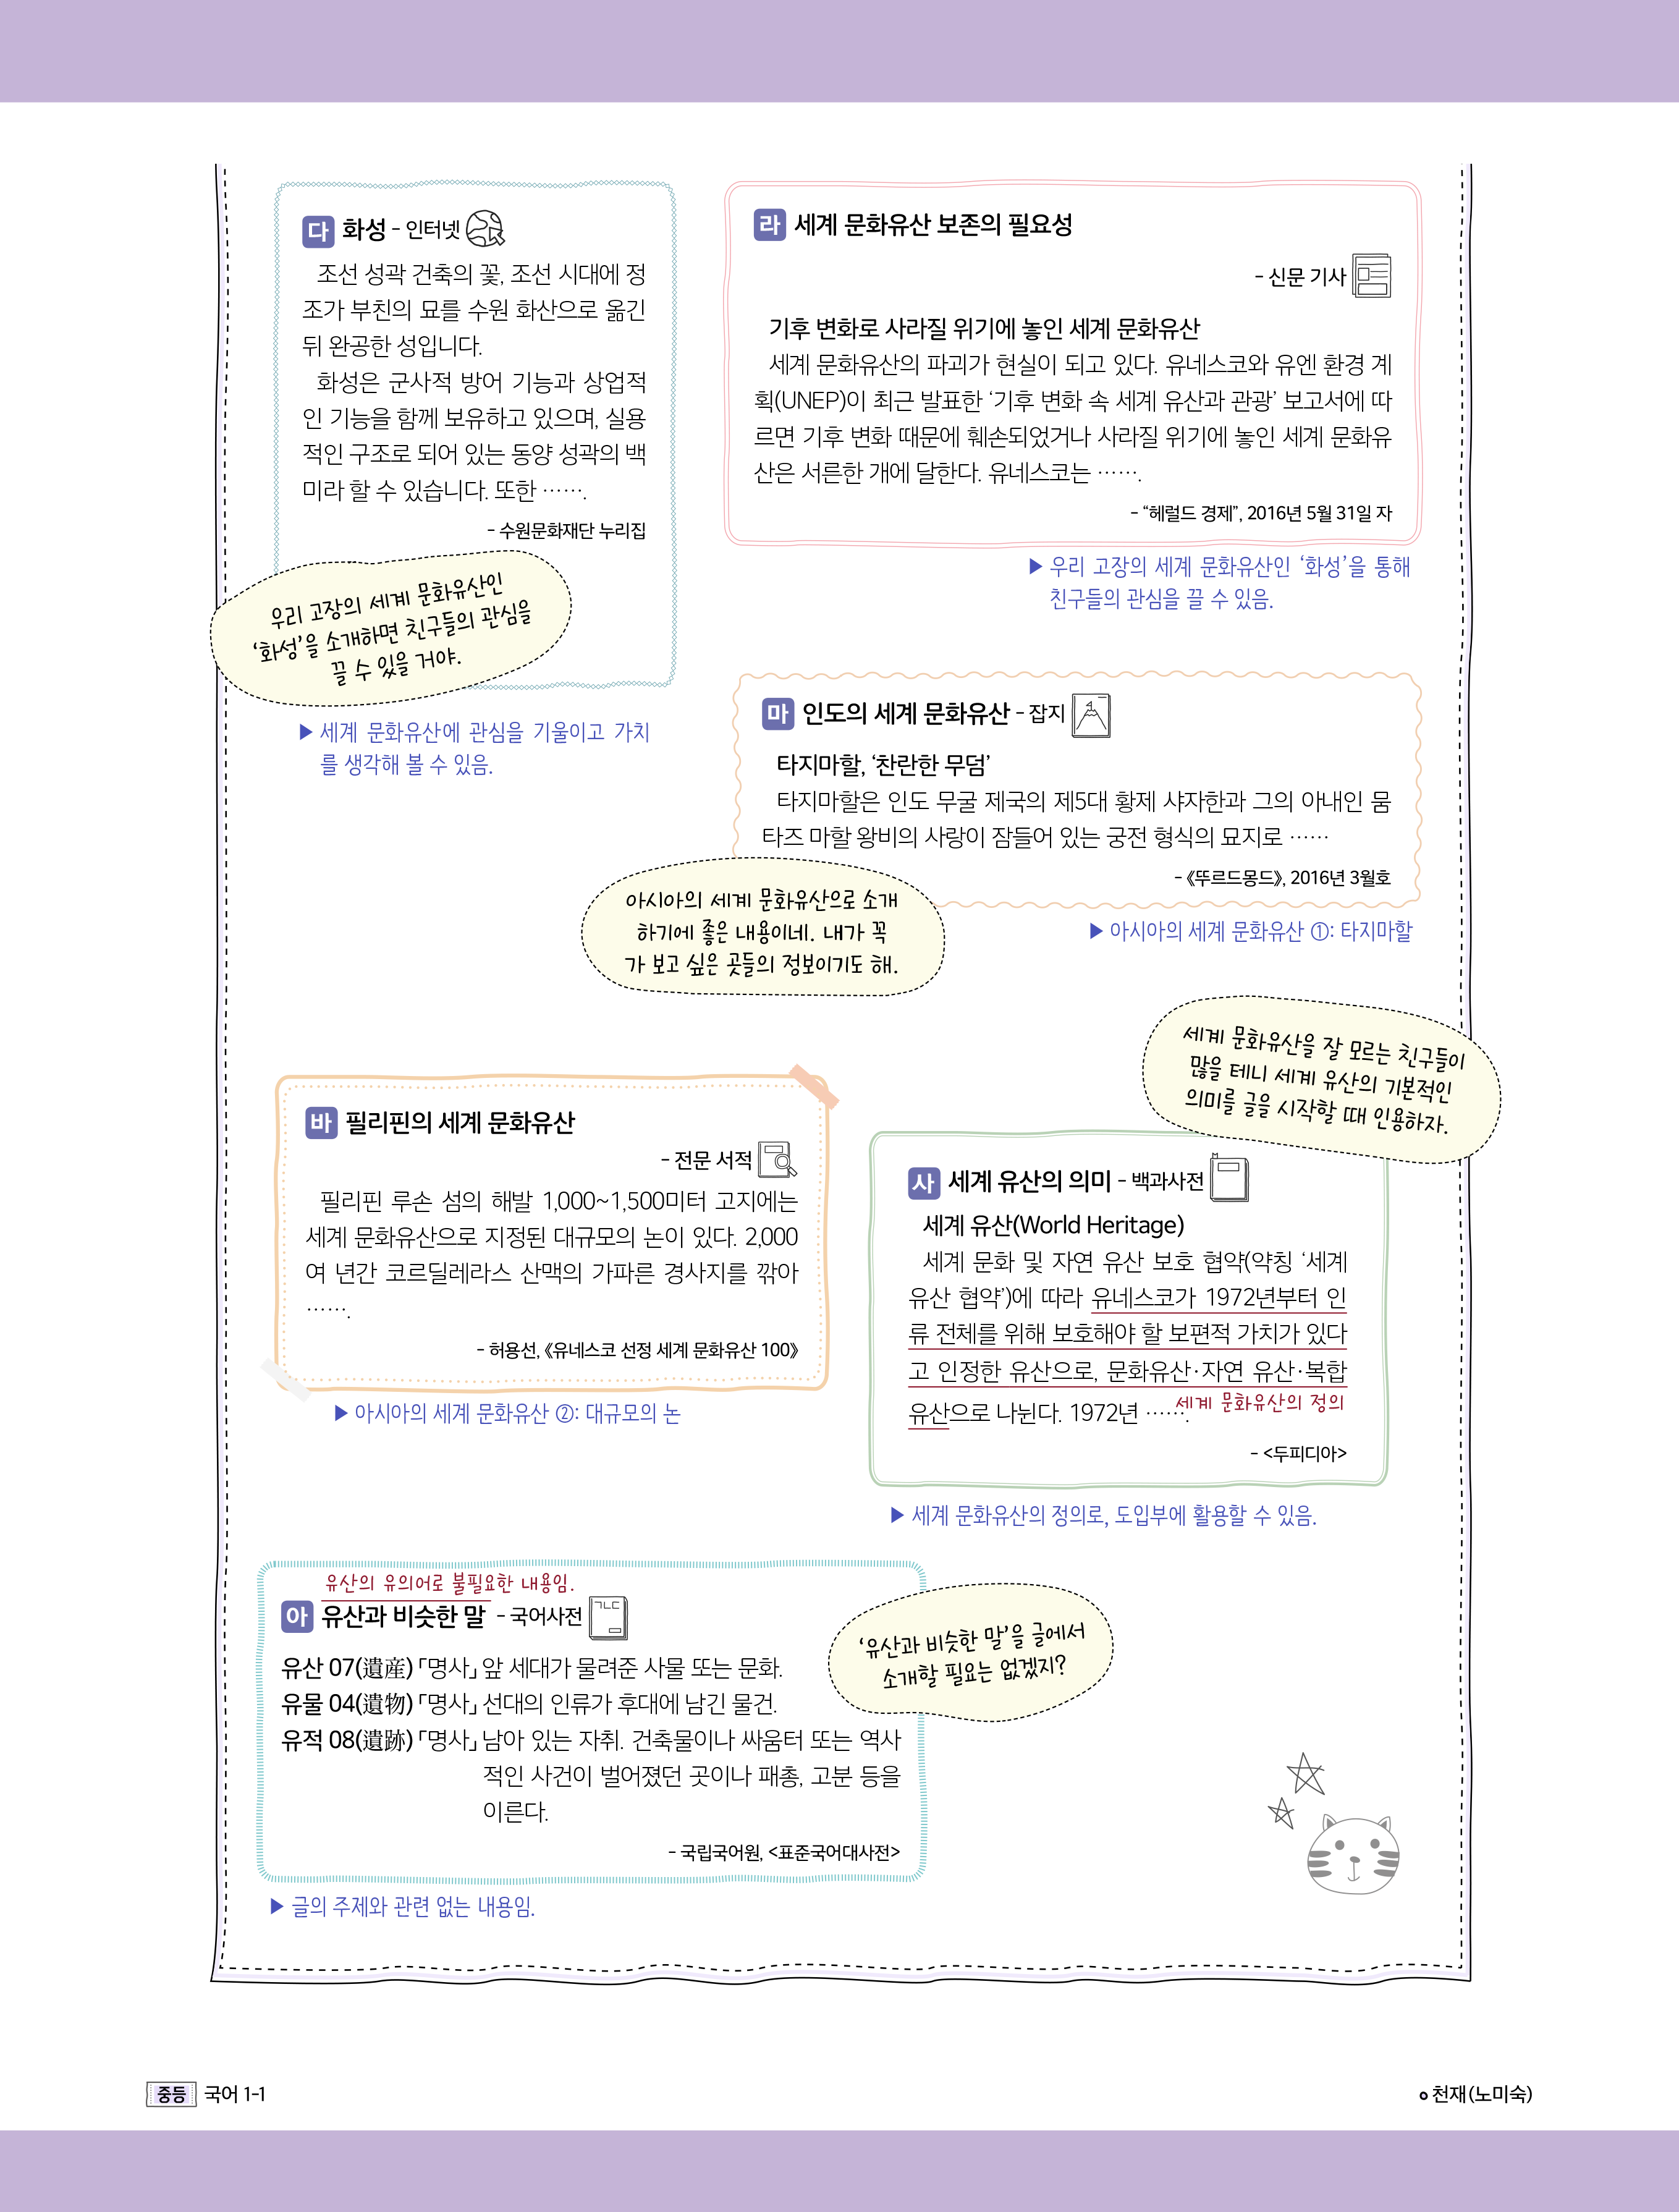 다 화성 - 인터넷
조선 성곽 건축의 꽃, 조선 시대에 정
조가 부친의 묘를 수원 화산으로 옮긴
뒤 완공한 성입니다.
화성은 군사적 방어 기능과 상업적
인 기능을 함께 보유하고 있으며, 실용
적인 구조로 되어 있는 동양 성곽의 백
미라 할 수 있습니다. 또한 …….
- 수원문화재단 누리집
우리 고장의 세계 문화유산인
‘화성’을 소개하면 친구들의 관심을
끌 수 있을 거야.
▶ 세계 문화유산에 관심을 기울이고 가치
를 생각해 볼 수 있음.
라 세계 문화유산 보존의 필요성
- 신문 기사
기후 변화로 사라질 위기에 놓인 세계 문화유산
세계 문화유산의 파괴가 현실이 되고 있다. 유네스코와 유엔 환경 계
획(UNEP)이 최근 발표한 ‘기후 변화 속 세계 유산과 관광’ 보고서에 따
르면 기후 변화 때문에 훼손되었거나 사라질 위기에 놓인 세계 문화유
산은 서른한 개에 달한다. 유네스코는 …….
- “헤럴드 경제”, 2016년 5월 31일 자
▶ 우리 고장의 세계 문화유산인 ‘화성’을 통해
친구들의 관심을 끌 수 있음.
마 인도의 세계 문화유산 - 잡지
타지마할, ‘찬란한 무덤’
타지마할은 인도 무굴 제국의 제5대 황제 샤자한과 그의 아내인 뭄
타즈 마할 왕비의 사랑이 잠들어 있는 궁전 형식의 묘지로 ……
- 《뚜르드몽드》, 2016년 3월호
아시아의 세계 문화유산으로 소개
하기에 좋은 내용이네. 내가 꼭
가 보고 싶은 곳들의 정보이기도 해.
▶ 아시아의 세계 문화유산 ①: 타지마할
바 필리핀의 세계 문화유산
- 전문 서적
필리핀 루손 섬의 해발 1,000~1,500미터 고지에는
세계 문화유산으로 지정된 대규모의 논이 있다. 2,000
여 년간 코르딜레라스 산맥의 가파른 경사지를 깎아
…….
- 허용선, 《유네스코 선정 세계 문화유산 100》
▶ 아시아의 세계 문화유산 ②: 대규모의 논
세계 문화유산을 잘 모르는 친구들이
많을 테니 세계 유산의 기본적인
의미를 글을 시작할 때 인용하자.
사 세계 유산의 의미 - 백과사전
세계 유산(World Heritage)
세계 문화 및 자연 유산 보호 협약(약칭 ‘세계
유산 협약’)에 따라 유네스코가 1972년부터 인
류 전체를 위해 보호해야 할 보편적 가치가 있다
고 인정한 유산으로, 문화유산·자연 유산·복합
유산으로 나뉜다. 1972년 …….
세계 문화유산의 정의
- <두피디아>
▶ 세계 문화유산의 정의로, 도입부에 활용할 수 있음.
유산의 유의어로 불필요한 내용임.
아 유산과 비슷한 말 - 국어사전
ㄱㄴㄷ
유산 07(遺産) 「명사」 앞 세대가 물려준 사물 또는 문화.
유물 04(遺物) 「명사」 선대의 인류가 후대에 남긴 물건.
유적 08(遺跡) 「명사」 남아 있는 자취. 건축물이나 싸움터 또는 역사
적인 사건이 벌어졌던 곳이나 패총, 고분 등을
이른다.
- 국립국어원, <표준국어대사전>
‘유산과 비슷한 말’을 글에서
소개할 필요는 없겠지?
▶ 글의 주제와 관련 없는 내용임.
중등 국어 1-1
천재(노미숙)